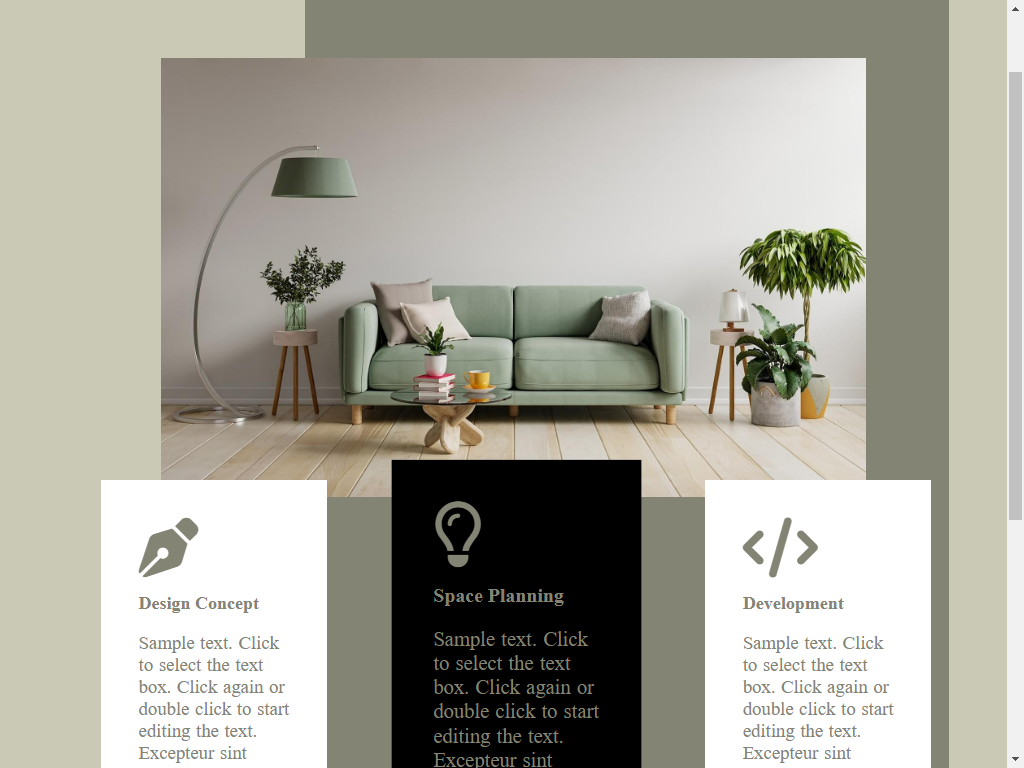 Design Concept
Sample text. Click
to select the text
box. Click again or
double click to start
editing the text.
Excepteur sint
Space Planning
Sample text. Click
to select the text
box. Click again or
double click to start
editing the text.
Excepteur sint
Development
Sample text. Click
to select the text
box. Click again or
double click to start
editing the text.
Excepteur sint